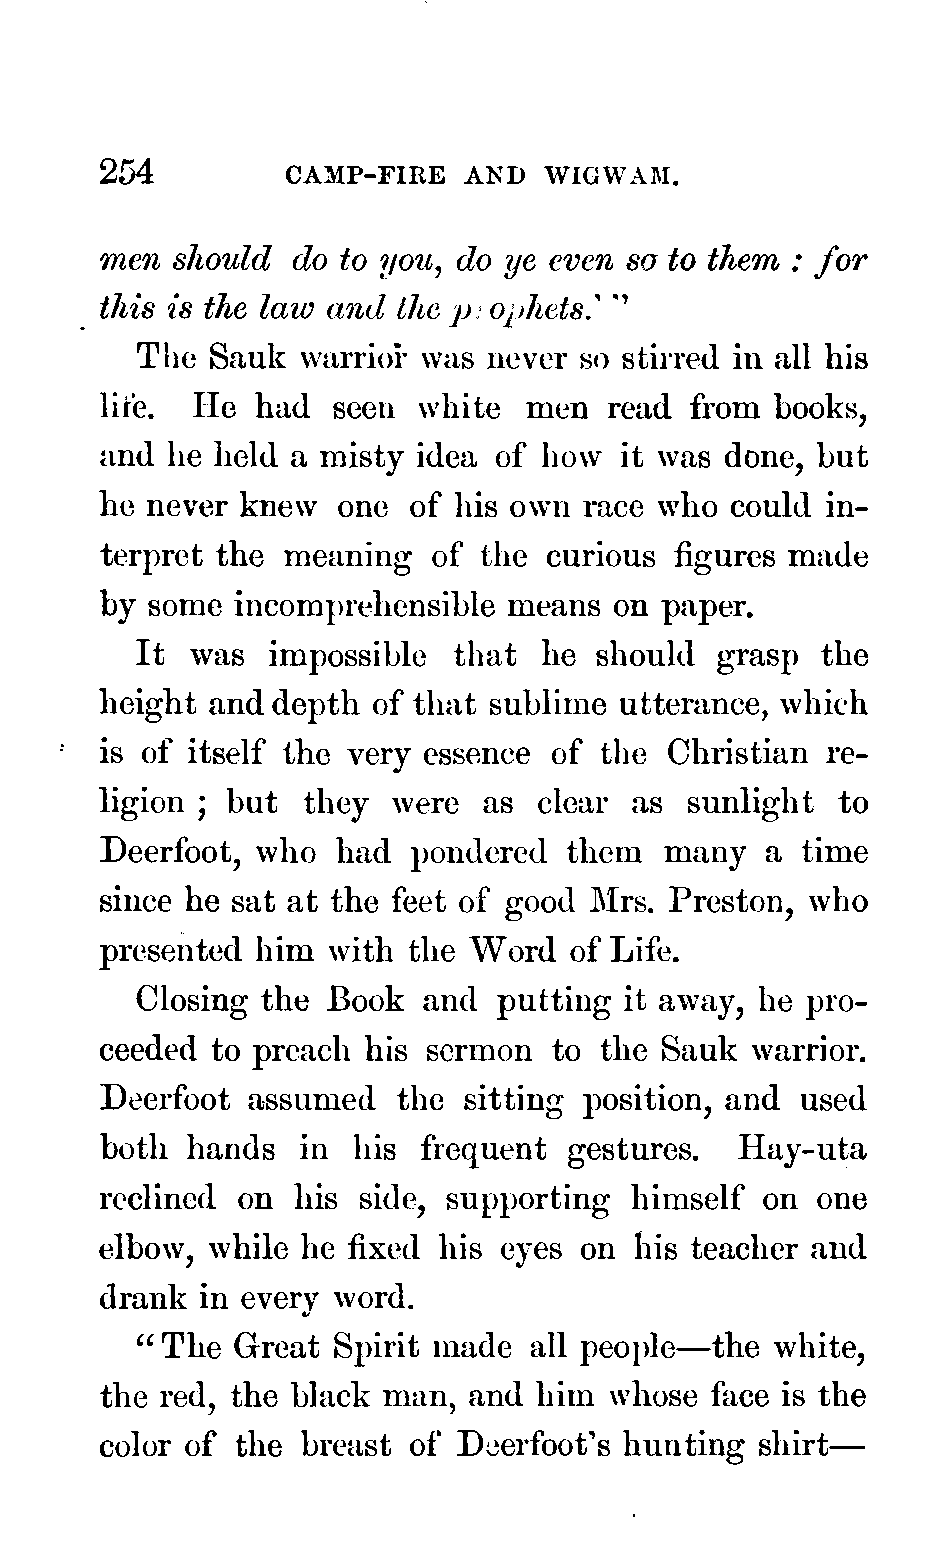 254 CAMP-FIRE AND WIGWAM.
men should do to you, do ye even so to them : for
this is the law and the prophets.' "
The Sauk warrior was never so stirred in all his
life. He had seen white men read from books,
and he held a misty idea of how it was done, but
he never knew one of his own race who could in-
terpret the meaning of the curious figures made
by some incomprehensible means on paper.
It was impossible that he should grasp the
height and depth of that sublime utterance, which
is of itself the very essence of the Christian re-
ligion ; but they were as clear as sunlight to
Deerfoot, who had pondered them many a time
since he sat at the feet of good Mrs. Preston, who
presented him with the Word of Life.
Closing the Book and putting it away, he pro-
ceeded to preach his sermon to the Sauk warrior.
Deerfoot assumed the sitting position, and used
both hands in his frequent gestures. Hay-uta
reclined on his side, supporting himself on one
elbow, while he fixed his eyes on his teacher and
drank in every word.
"The Great Spirit made all people—the white,
the red, the black man, and him whose face is the
color of the breast of Deerfoot's hunting shirt—